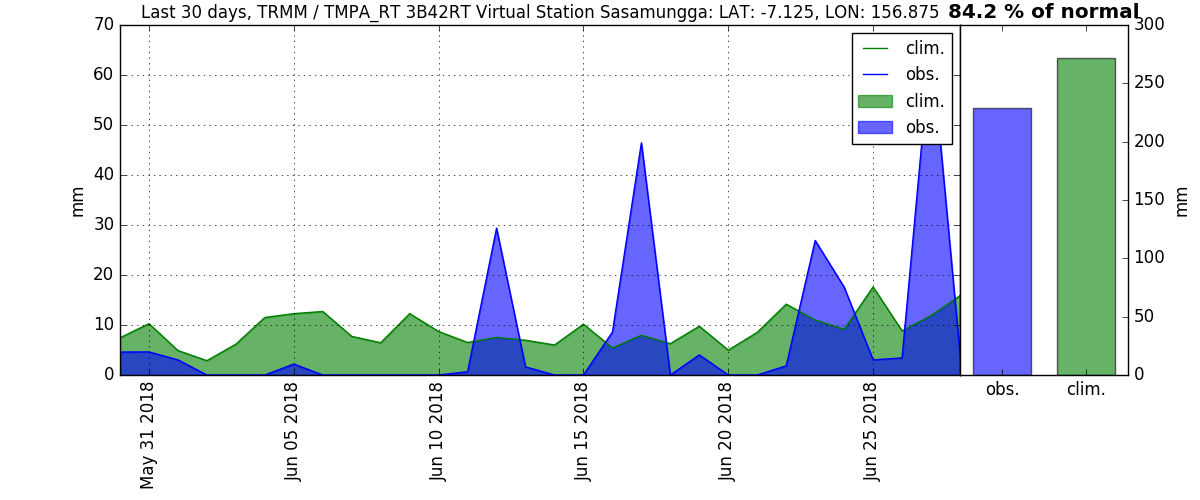 Last 30 days, TRMM / TMPA_RT 3B42RT Virtual Station Sasamungga: LAT: -7.125, LON: 156.875
84.2 % of normal
70
60
50
40
30
20
10
0
mm
clim.
obs.
clim.
obs.
May 31 2018
Jun 05 2018
Jun 10 2018
Jun 15 2018
Jun 20 2018
Jun 25 2018
300
250
200
150
100
50
0
mm
obs.
clim.